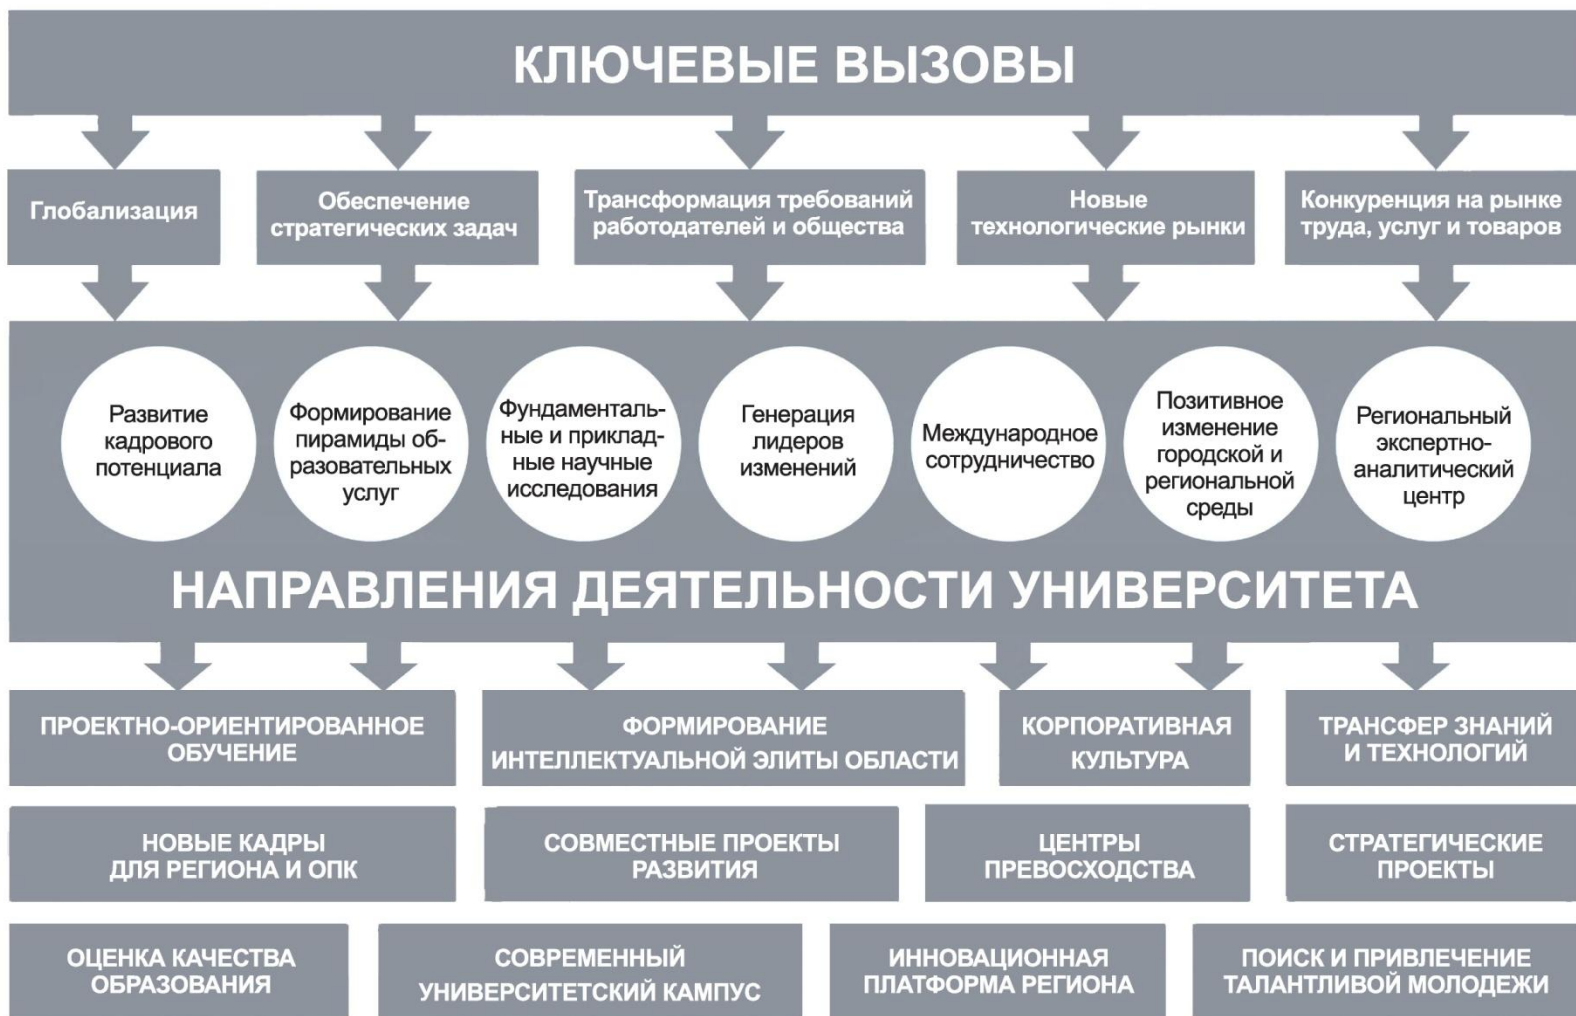 КЛЮЧЕВЫЕ ВЫЗОВЫ
Глобализация
Обеспечение
стратегических задач
Трансформация требований
работодателей и общества
Новые
технологические рынки
Конкуренция на рынке
труда, услуг и товаров
Развитие
кадрового
потенциала
Формирование
пирамиды об-
разовательных
услуг
Фундаменталь-
ные и приклад-
ные научные
исследования
Генерация
лидеров
изменений
Международное
сотрудничество
Позитивное
изменение
городской и
региональной
среды
Региональный
экспертно-
аналитический
центр
НАПРАВЛЕНИЯ ДЕЯТЕЛЬНОСТИ УНИВЕРСИТЕТА
ПРОЕКТНО-ОРИЕНТИРОВАННОЕ
ОБУЧЕНИЕ
ФОРМИРОВАНИЕ
ИНТЕЛЛЕКТУАЛЬНОЙ ЭЛИТЫ ОБЛАСТИ
КОРПОРАТИВНАЯ
КУЛЬТУРА
ТРАНСФЕР ЗНАНИЙ
И ТЕХНОЛОГИЙ
НОВЫЕ КАДРЫ
ДЛЯ РЕГИОНА И ОПК
СОВМЕСТНЫЕ ПРОЕКТЫ
РАЗВИТИЯ
ЦЕНТРЫ
ПРЕВОСХОДСТВА
СТРАТЕГИЧЕСКИЕ
ПРОЕКТЫ
ОЦЕНКА КАЧЕСТВА
ОБРАЗОВАНИЯ
СОВРЕМЕННЫЙ
УНИВЕРСИТЕТСКИЙ КАМПУС
ИННОВАЦИОННАЯ
ПЛАТФОРМА РЕГИОНА
ПОИСК И ПРИВЛЕЧЕНИЕ
ТАЛАНТЛИВОЙ МОЛОДЕЖИ